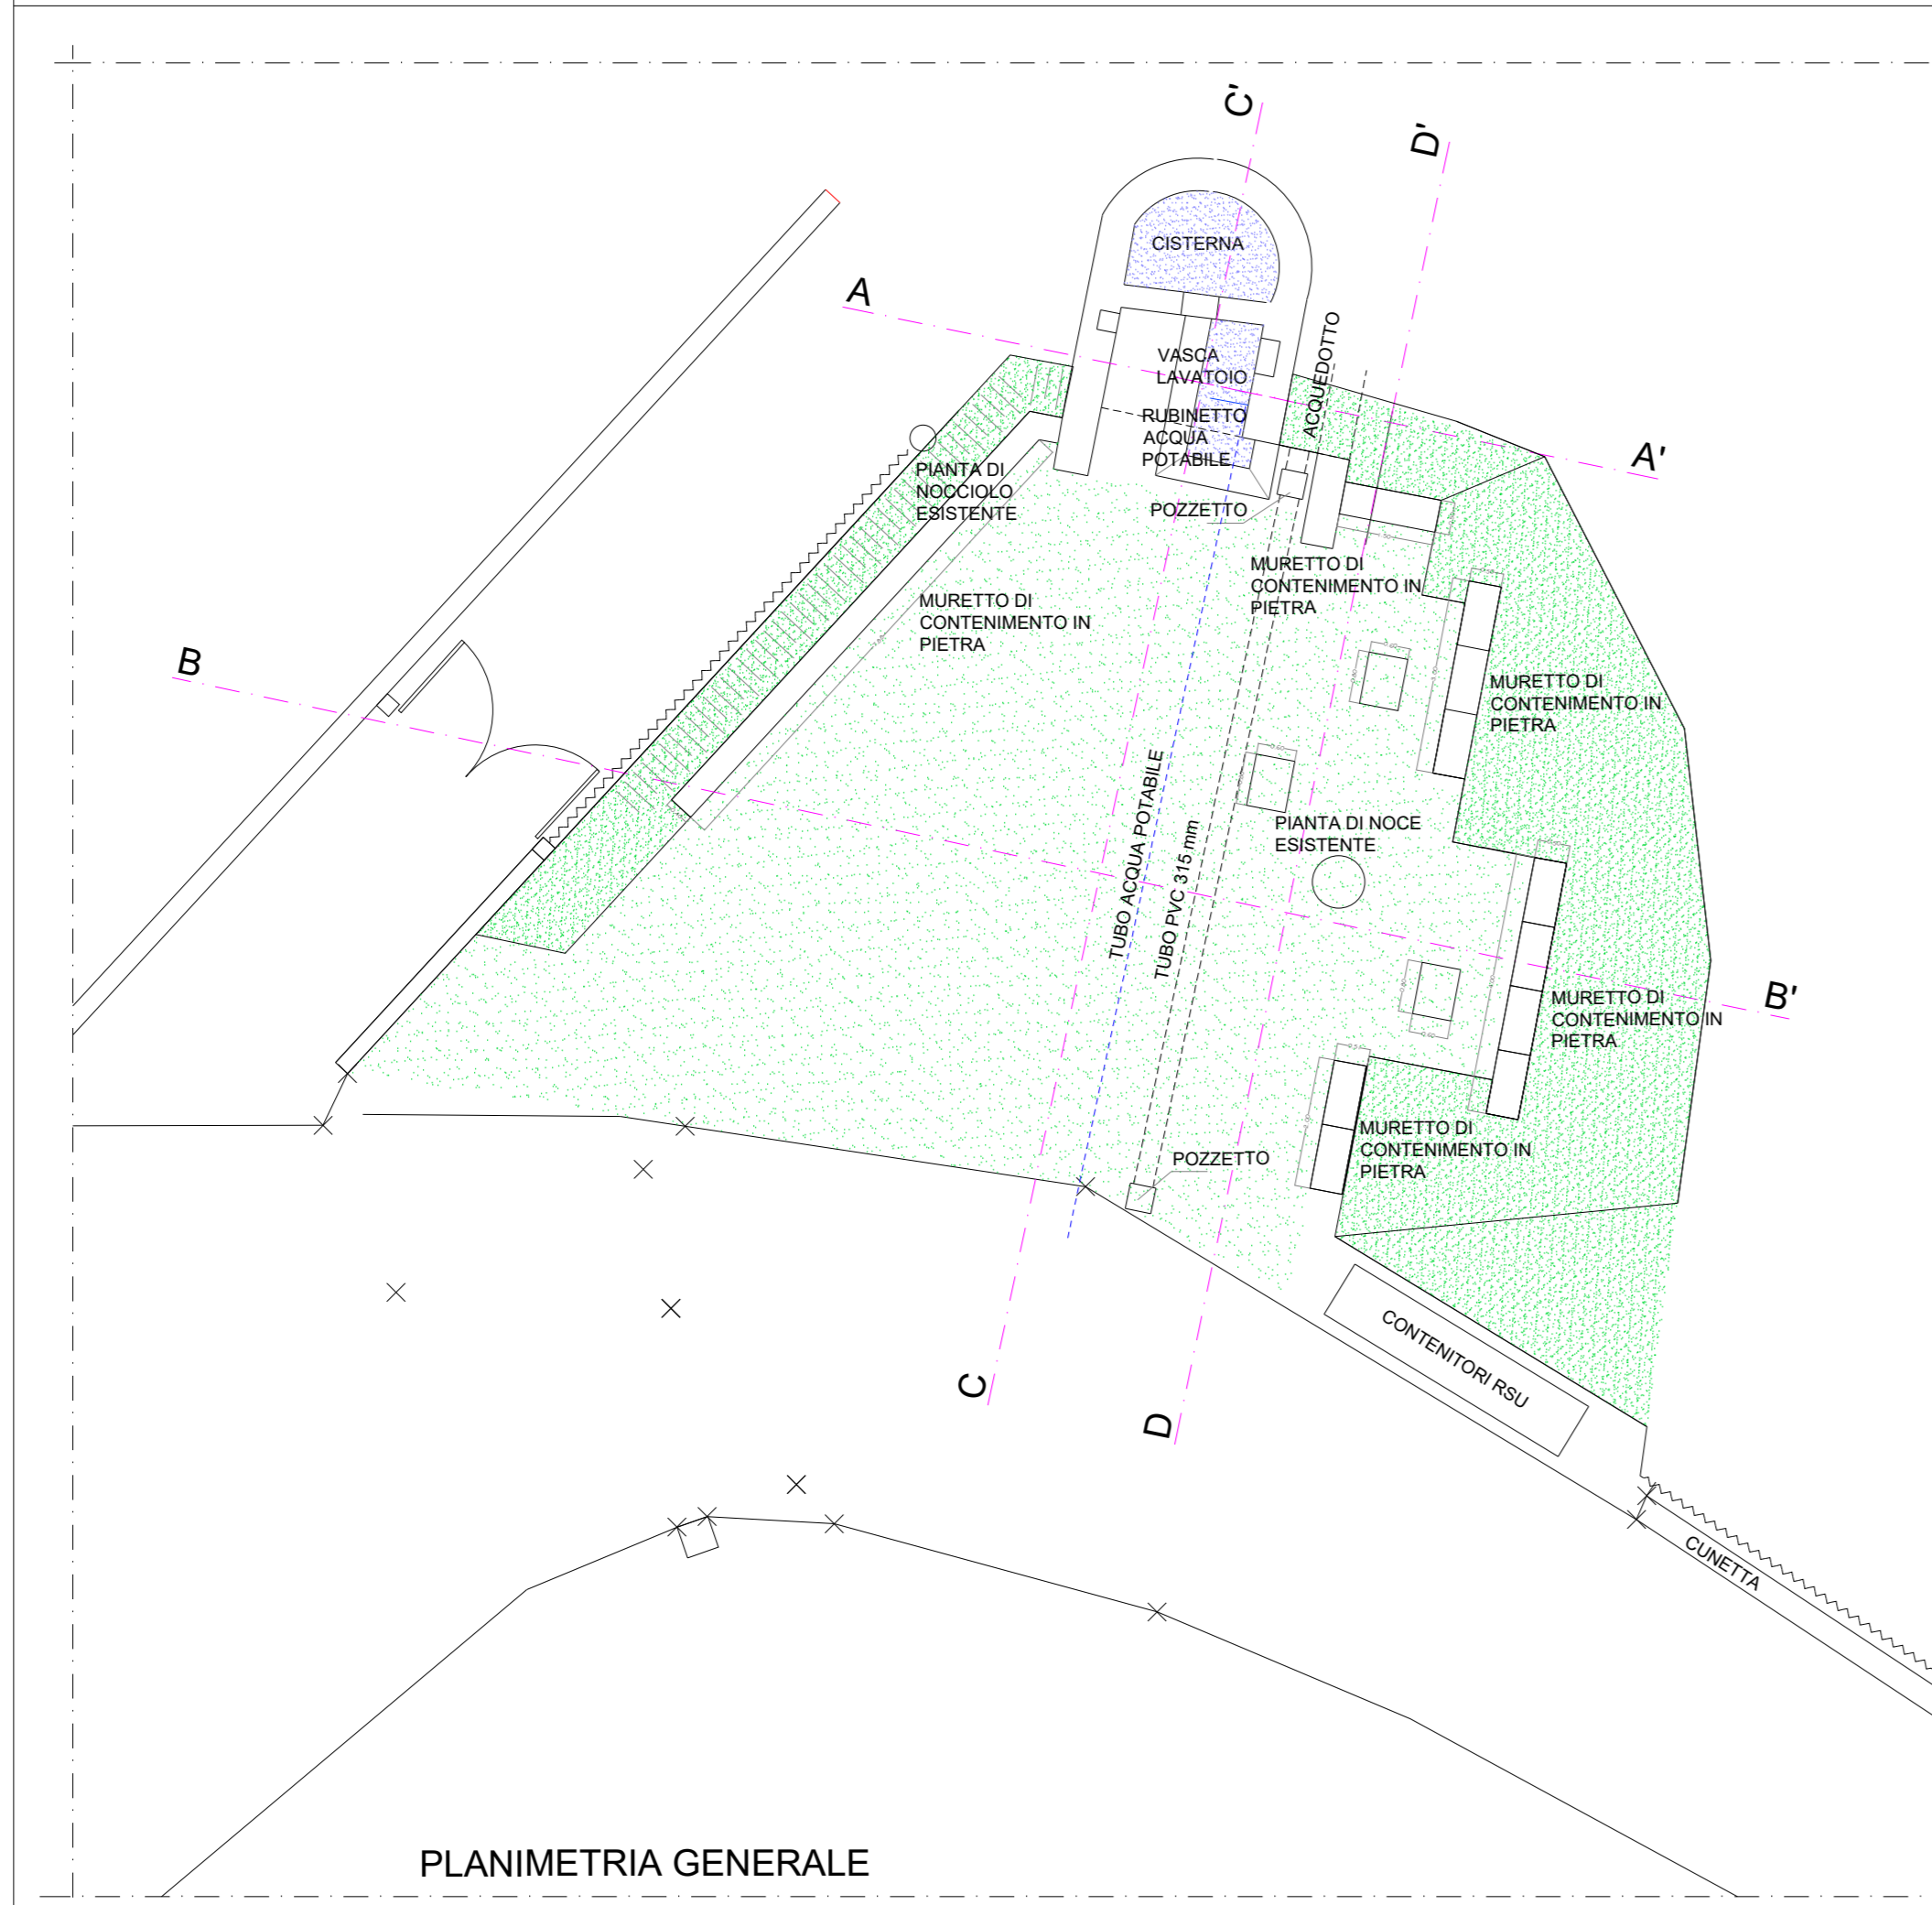 C'
D'
CISTERNA
A
ACQUEDOTTO
VASCA
LAVATOIO
RUBINETTO
ACQUA
POTABILE
A'
PIANTA DI
NOCCIOLO
ESISTENTE
POZZETTO
MURETTO DI
CONTENIMENTO IN
PIETRA
MURETTO DI
CONTENIMENTO IN
PIETRA
B
MURETTO DI
CONTENIMENTO IN
PIETRA
TUBO ACQUA POTABILE
TUBO PVC 315 mm
PIANTA DI NOCE
ESISTENTE
B'
MURETTO DI
CONTENIMENTO IN
PIETRA
MURETTO DI
CONTENIMENTO IN
PIETRA
POZZETTO
CONTENITORI RSU
C
D
CUNETTA
PLANIMETRIA GENERALE